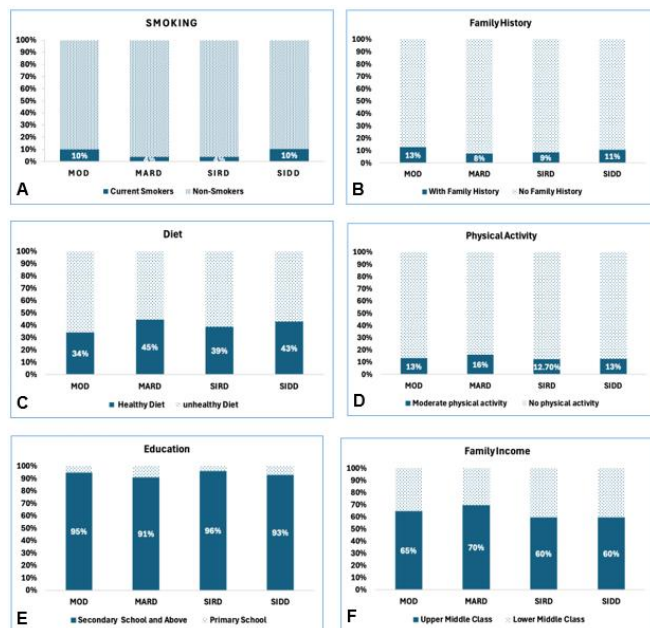 SMOKING
100%
90%
80%
70%
60%
50%
40%
30%
20%
10%
0%
10% 4% 4% 10%
MOD MARD SIRD SIDD
A
Current Smokers Non-Smokers
Family History
100%
90%
80%
70%
60%
50%
40%
30%
20%
10%
0%
13% 8% 9% 11%
MOD MARD SIRD SIDD
B
With Family History No Family History
Diet
100%
90%
80%
70%
60%
50%
40%
30%
20%
10%
0%
34% 45% 39% 43%
MOD MARD SIRD SIDD
C
Healthy Diet unhealthy Diet
Physical Activity
100%
90%
80%
70%
60%
50%
40%
30%
20%
10%
0%
13% 16% 12.70% 13%
MOD MARD SIRD SIDD
D
Moderate physical activity No physical activity
Education
100%
90%
80%
70%
60%
50%
40%
30%
20%
10%
0%
95% 91% 96% 93%
MOD MARD SIRD SIDD
E
Secondary School and Above Primary School
Family Income
100%
90%
80%
70%
60%
50%
40%
30%
20%
10%
0%
65% 70% 60% 60%
MOD MARD SIRD SIDD
F
Upper Middle Class Lower Middle Class